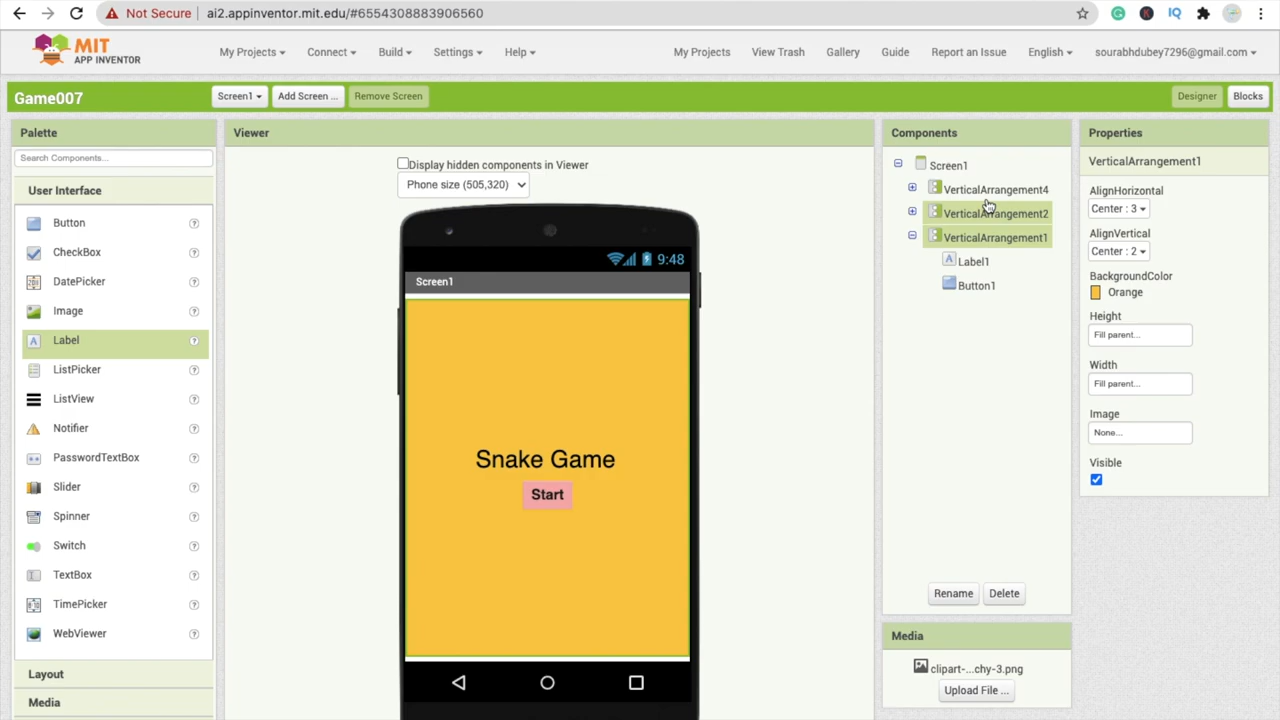 Not Secure ai2.appinventor.mit.edu/#6554308883906560
MIT APP INVENTOR
My Projects Connect Build Settings Help My Projects View Trash Gallery Guide Report an Issue English sourabhdubey7296@gmail.com
Game007 Screen1 Add Screen ... Remove Screen Designer Blocks
Palette
Search Components...
User Interface
Button
CheckBox
DatePicker
Image
Label
ListPicker
ListView
Notifier
PasswordTextBox
Slider
Spinner
Switch
TextBox
TimePicker
WebViewer
Layout
Media
Viewer
Display hidden components in Viewer
Phone size (505,320)
9:48
Screen1
Snake Game
Start
Components
Screen1
VerticalArrangement4
VerticalArrangement2
VerticalArrangement1
Label1
Button1
Rename Delete
Media
clipart-...chy-3.png
Upload File ...
Properties
VerticalArrangement1
AlignHorizontal
Center : 3
AlignVertical
Center : 2
BackgroundColor
Orange
Height
Fill parent...
Width
Fill parent...
Image
None...
Visible